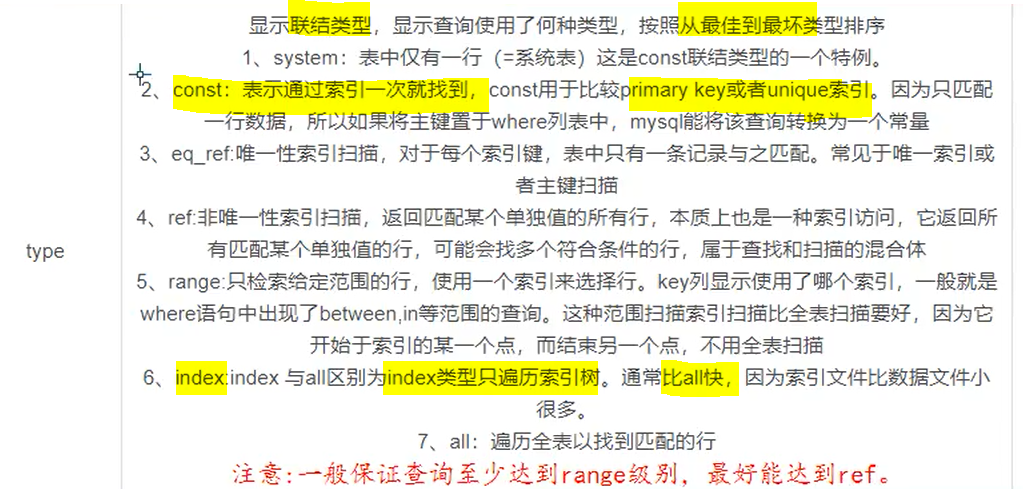 显示联结类型，显示查询使用了何种类型，按照从最佳到最坏类型排序
1、system：表中仅有一行（=系统表）这是const联结类型的一个特例。
2、const：表示通过索引一次就找到，const用于比较primary key或者unique索引。因为只匹配
一行数据，所以如果将主键置于where列表中，mysql能将该查询转换为一个常量
3、eq_ref:唯一性索引扫描，对于每个索引键，表中只有一条记录与之匹配。常见于唯一索引或
者主键扫描
4、ref:非唯一性索引扫描，返回匹配某个单独值的所有行，本质上也是一种索引访问，它返回所
有匹配某个单独值的行，可能会找多个符合条件的行，属于查找和扫描的混合体
type
5、range:只检索给定范围的行，使用一个索引来选择行。key列显示使用了哪个索引，一般就是
where语句中出现了between,in等范围的查询。这种范围扫描索引扫描比全表扫描要好，因为它
开始于索引的某一个点，而结束另一个点，不用全表扫描
6、index:index 与all区别为index类型只遍历索引树。通常比all快，因为索引文件比数据文件小
很多。
7、all：遍历全表以找到匹配的行
注意:一般保证查询至少达到range级别，最好能达到ref。